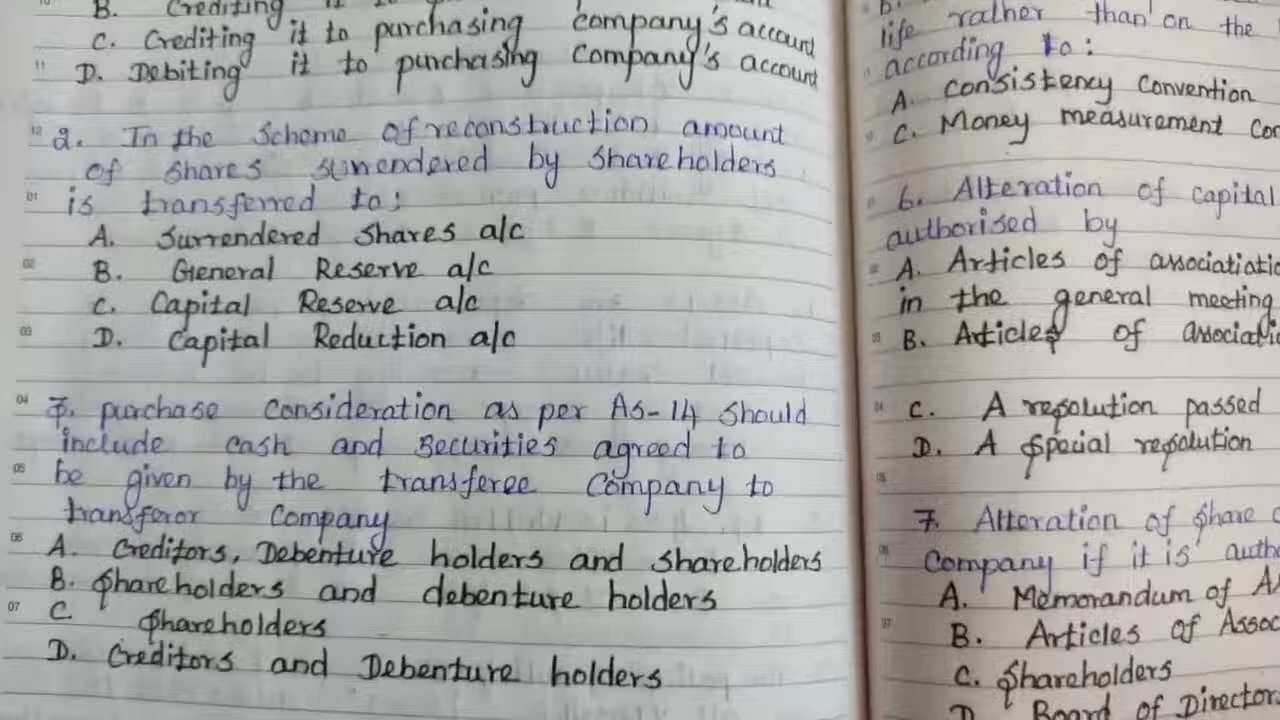 B. Crediting it to
C. Crediting it to purchasing company's account
D. Debiting it to purchasing company's account
2. In the Scheme of reconstruction amount
of shares surrendered by Shareholders
is transferred to:
A. Surrendered Shares a/c
B. General Reserve a/c
C. Capital Reserve a/c
D. Capital Reduction a/c
3. purchase consideration as per AS-14 should
include cash and securities agreed to
be given by the transferee Company to
transferor Company
A. Creditors, Debenture holders and shareholders
B. Shareholders and debenture holders
C Shareholders
D. Creditors and Debenture holders
life rather than on the
according to:
A. consistency Convention
C. Money measurement
6. Alteration of capital
authorised by
A. Articles of
in the general meeting
B. Articles of
C. A resolution passed
D. A Special resolution
7. Alteration of Share
Company if it is
A. Memorandum of
B. Articles of
C. Shareholders
D. Board of